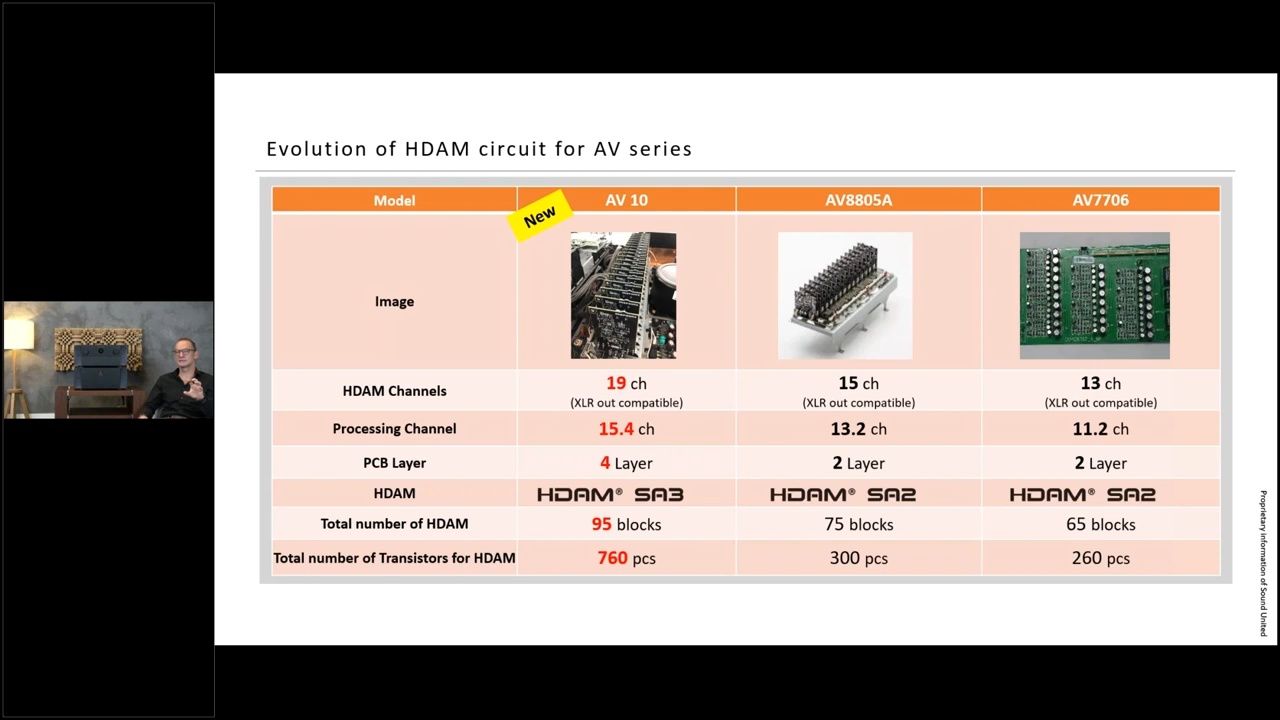 Evolution of HDAM circuit for AV series
Model
New
AV 10
AV8805A
AV7706
Image
HDAM Channels
19 ch
(XLR out compatible)
15 ch
(XLR out compatible)
13 ch
(XLR out compatible)
Processing Channel
15.4 ch
13.2 ch
11.2 ch
PCB Layer
4 Layer
2 Layer
2 Layer
HDAM
HDAM® SA3
HDAM® SA2
HDAM® SA2
Total number of HDAM
95 blocks
75 blocks
65 blocks
Total number of Transistors for HDAM
760 pcs
300 pcs
260 pcs
Proprietary information of Sound United